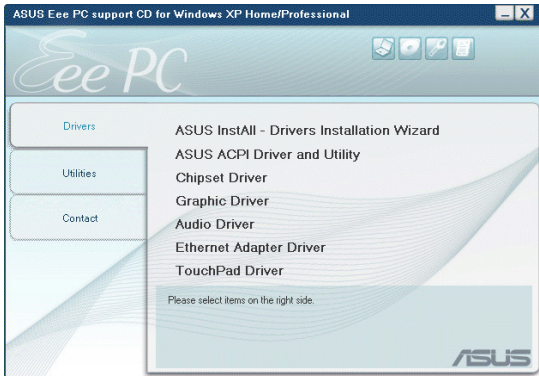 ASUS Eee PC support CD for Windows XP Home/Professional
Eee PC
Drivers
Utilities
Contact
ASUS InstAll - Drivers Installation Wizard
ASUS ACPI Driver and Utility
Chipset Driver
Graphic Driver
Audio Driver
Ethernet Adapter Driver
TouchPad Driver
Please select items on the right side.
ASUS